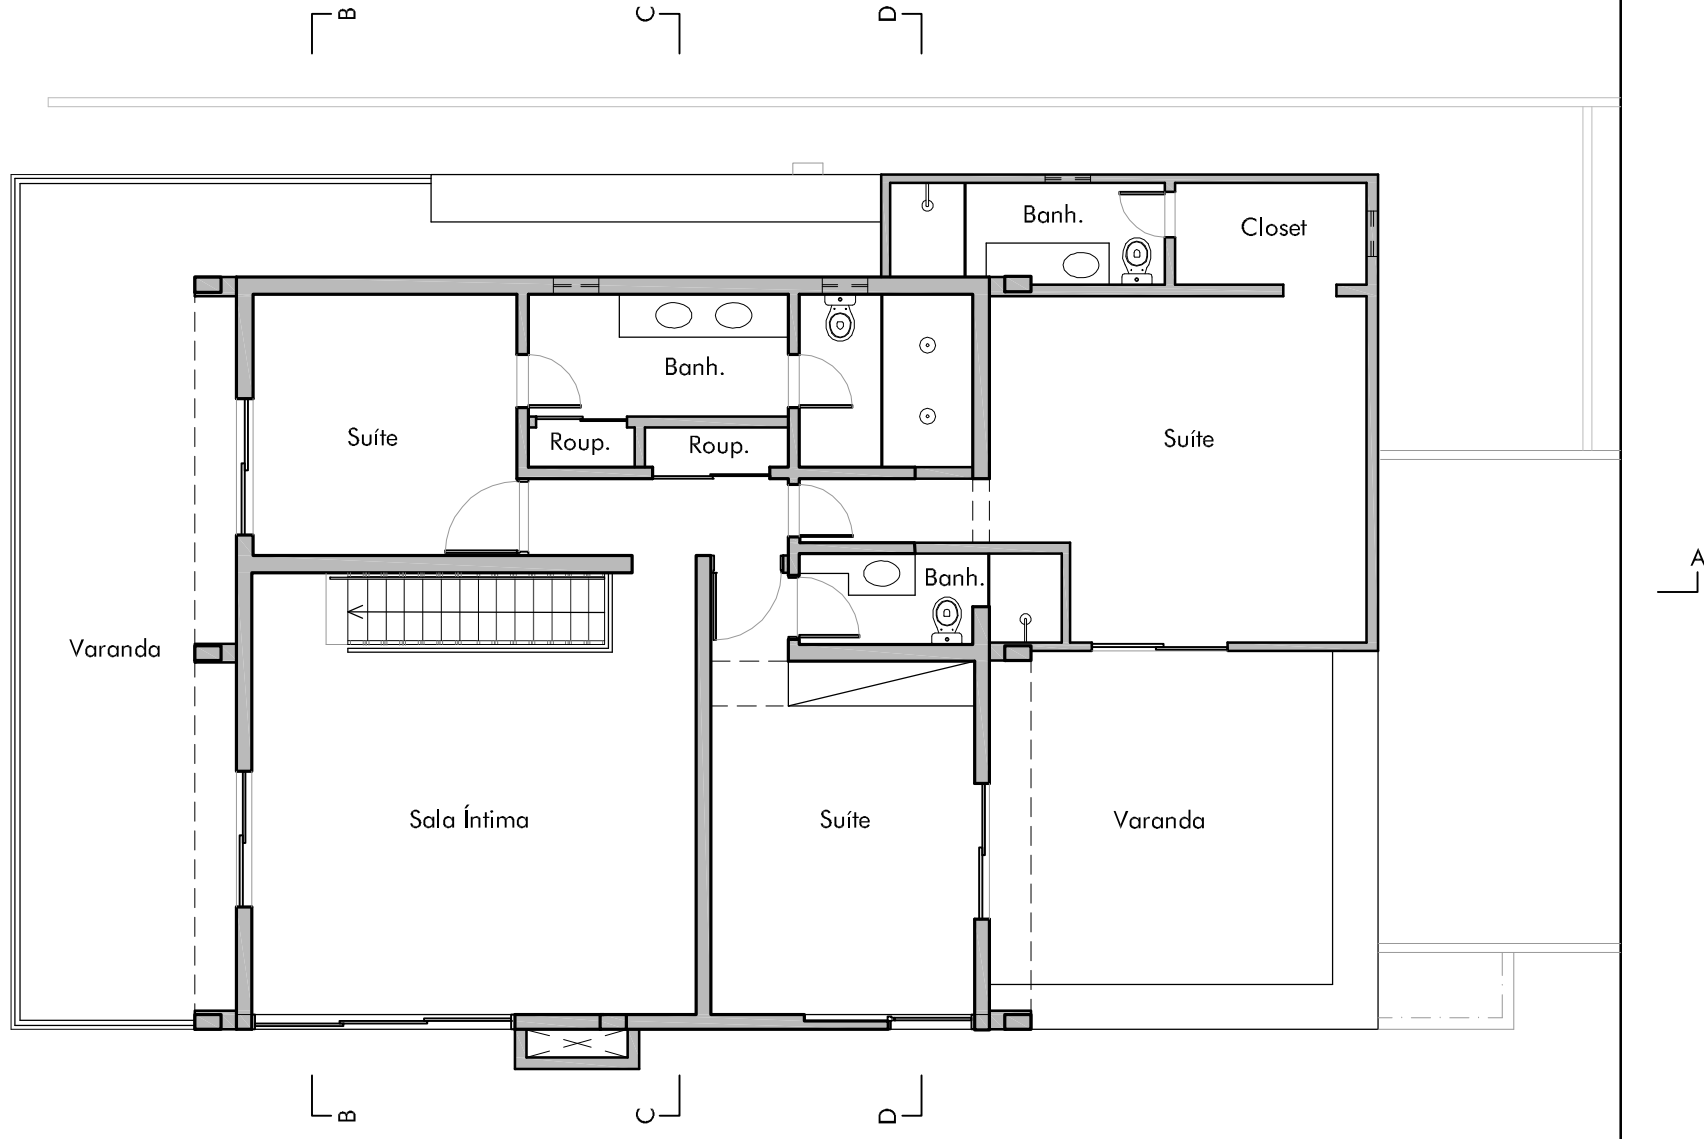 B
C
D
Banh.
Closet
Banh.
Suíte
Roup.
Roup.
Suíte
A
Banh.
Varanda
Sala Íntima
Suíte
Varanda
B
C
D